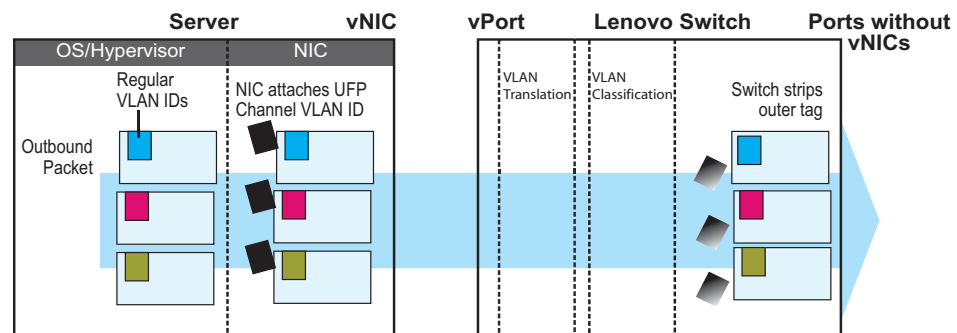 Server
vNIC
vPort
Lenovo Switch
Ports without
vNICs
OS/Hypervisor
NIC
Regular
VLAN IDs
NIC attaches UFP
Channel VLAN ID
VLAN
Translation
VLAN
Classification
Switch strips
outer tag
Outbound
Packet